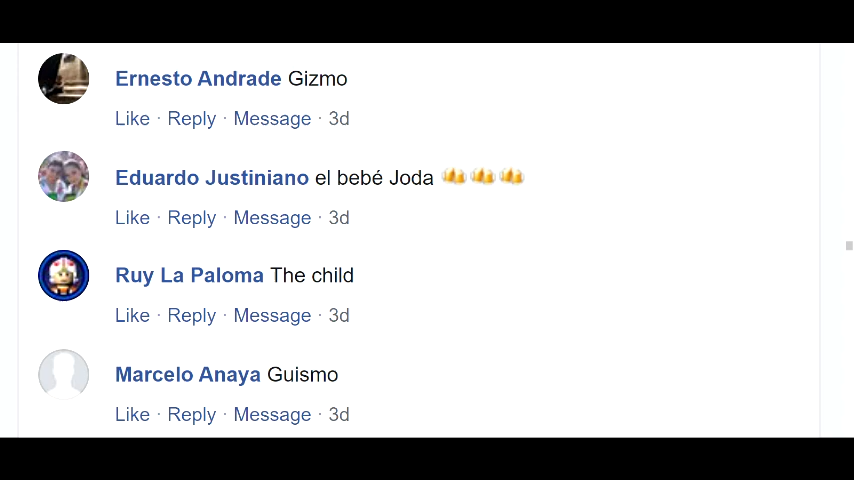 Ernesto Andrade Gizmo
Like · Reply · Message · 3d
Eduardo Justiniano el bebé Joda 👍👍👍
Like · Reply · Message · 3d
Ruy La Paloma The child
Like · Reply · Message · 3d
Marcelo Anaya Guismo
Like · Reply · Message · 3d